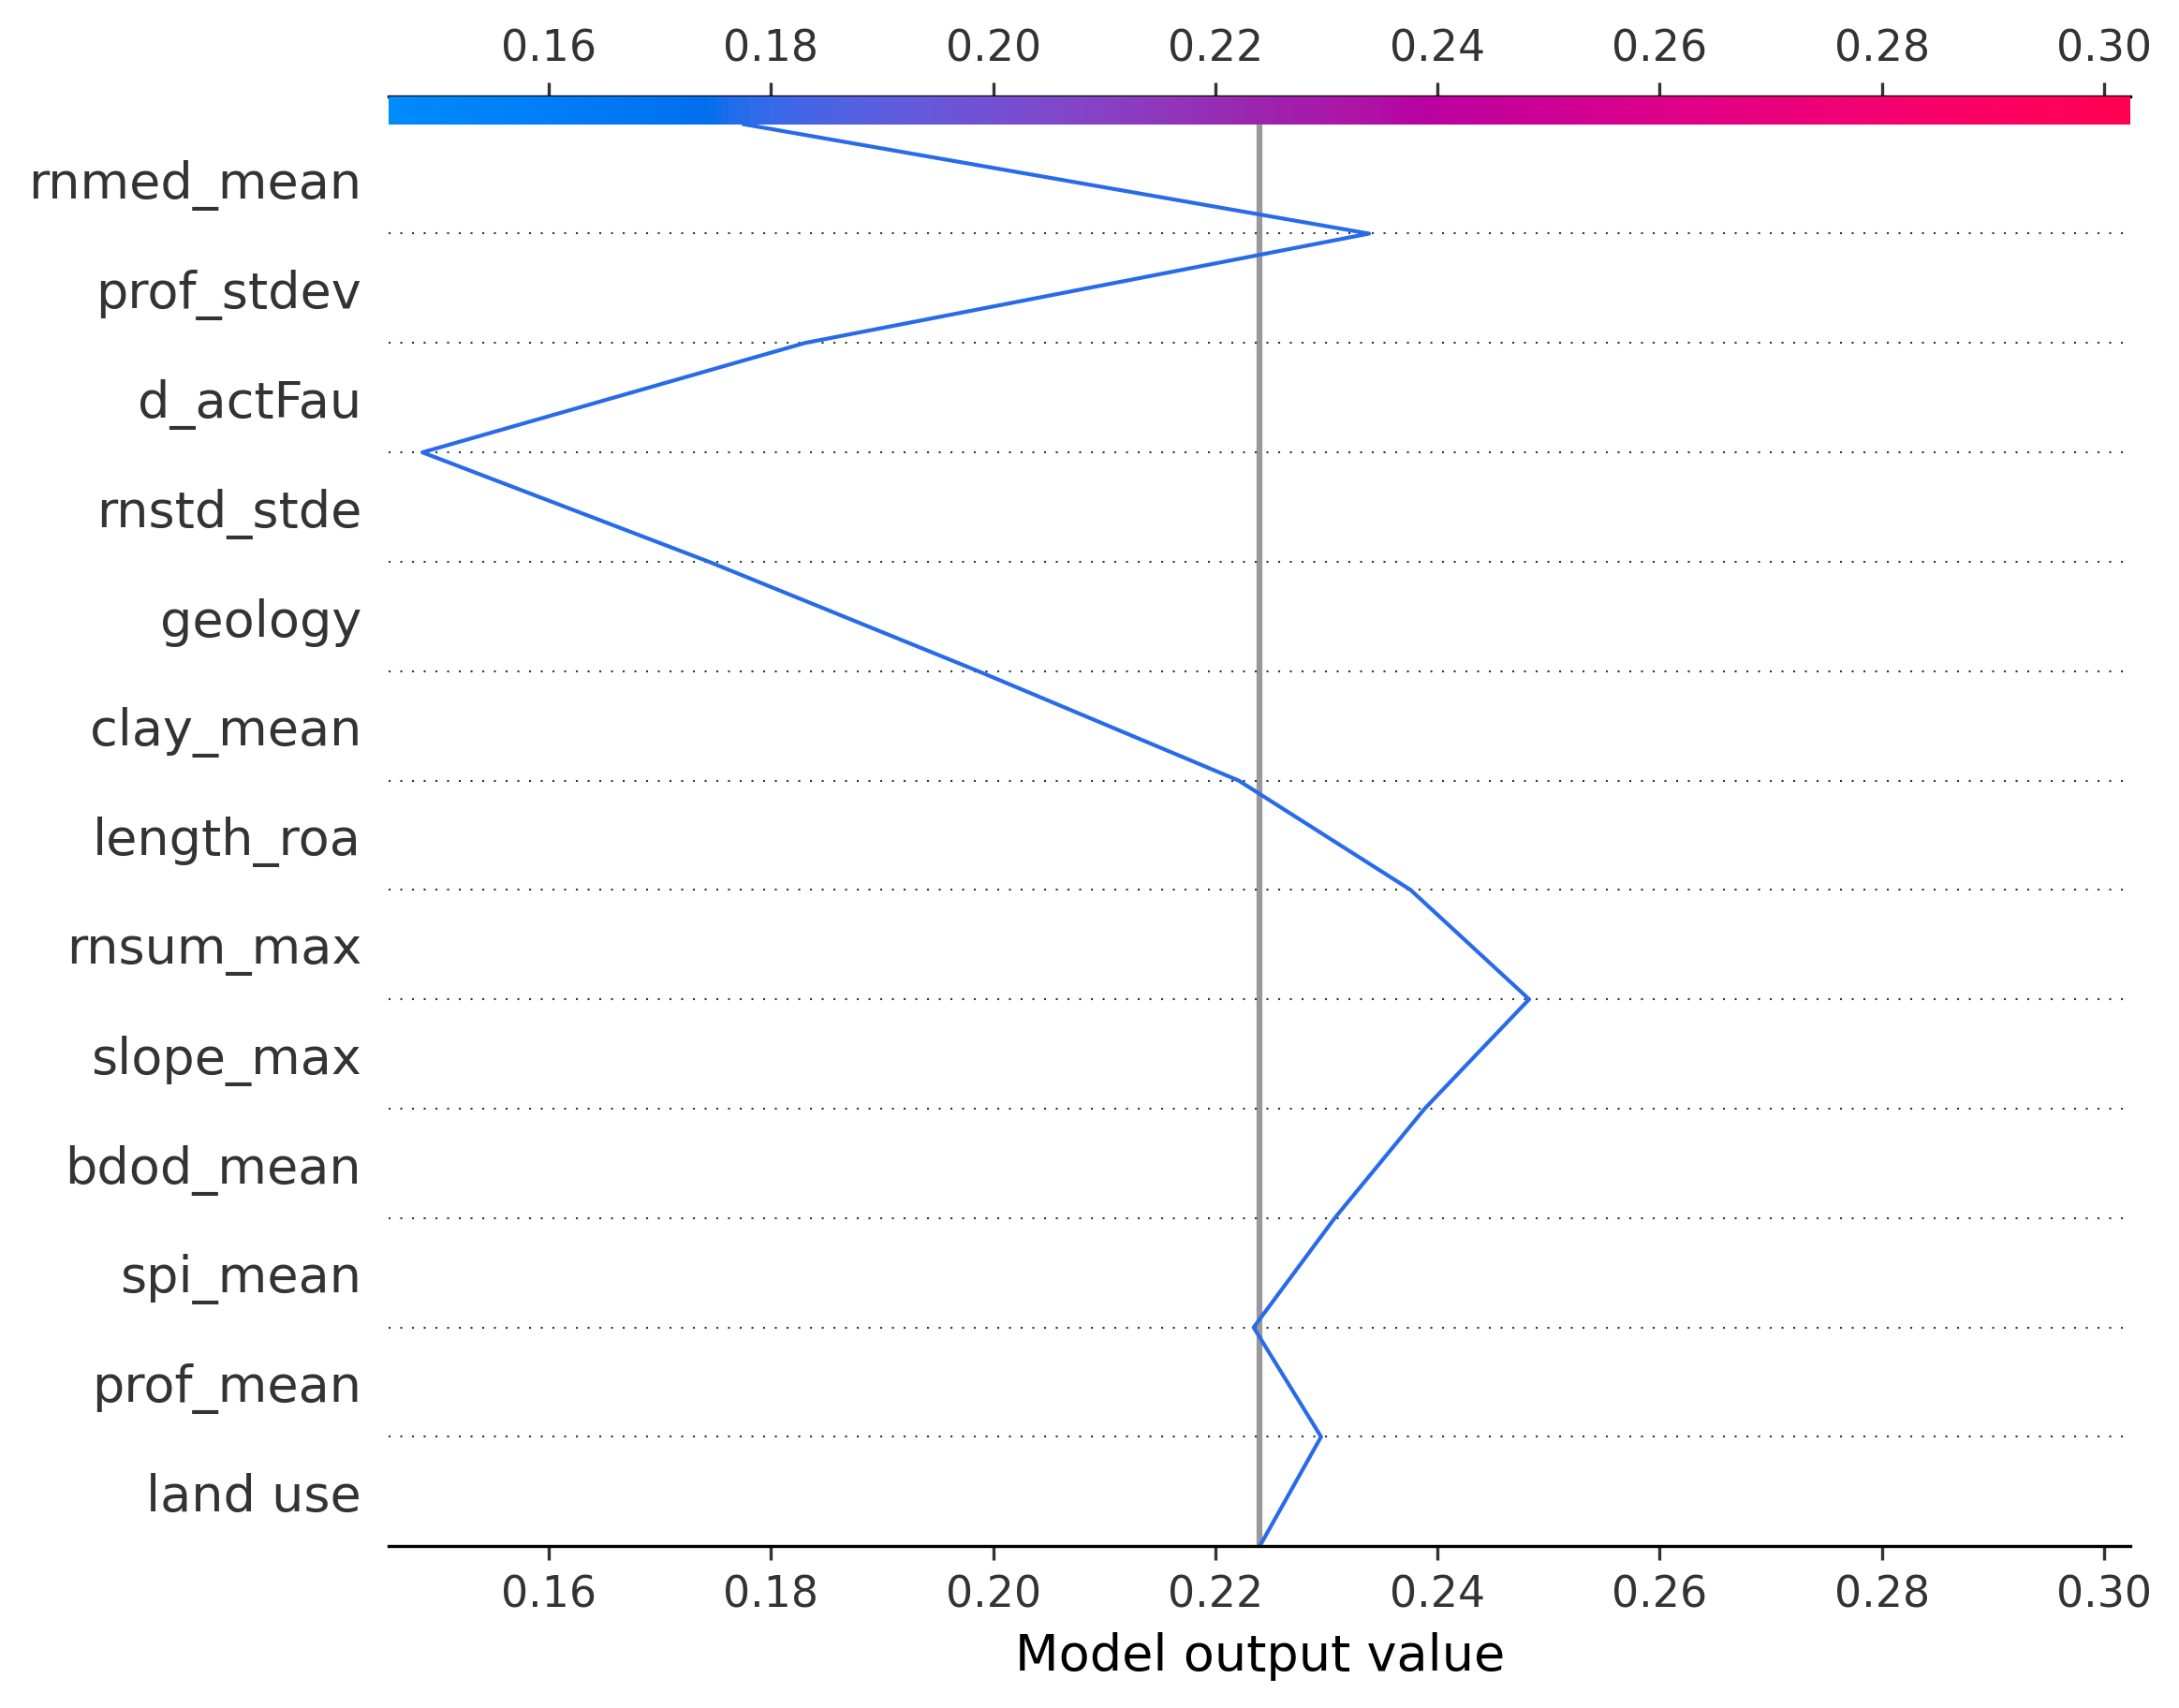 0.16 0.18 0.20 0.22 0.24 0.26 0.28 0.30
rnmed_mean
prof_stdev
d_actFau
rnstd_stde
geology
clay_mean
length_roa
rnsum_max
slope_max
bdod_mean
spi_mean
prof_mean
land use
0.16 0.18 0.20 0.22 0.24 0.26 0.28 0.30
Model output value